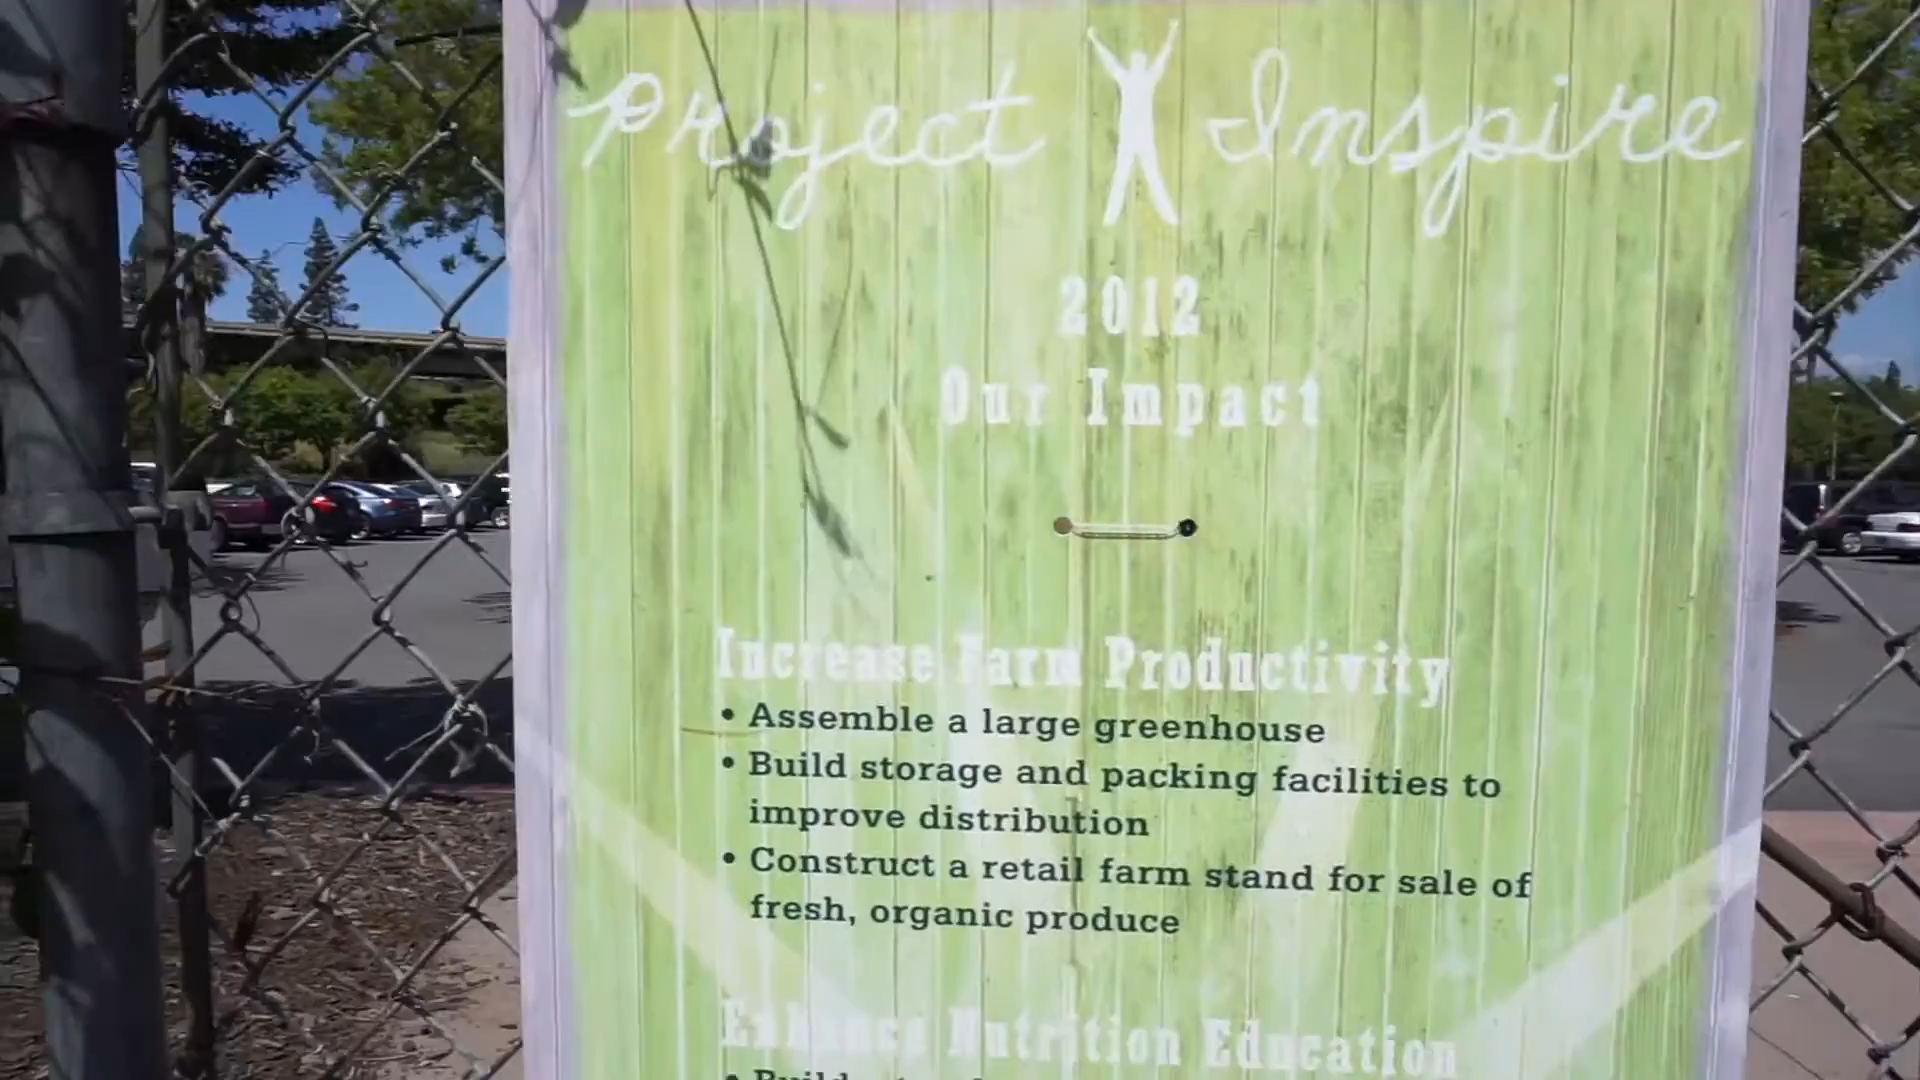 Project Inspire
2012
Our Impact
Increase Farm Productivity
• Assemble a large greenhouse
• Build storage and packing facilities to
improve distribution
• Construct a retail farm stand for sale of
fresh, organic produce
Enhance Nutrition Education
• Build